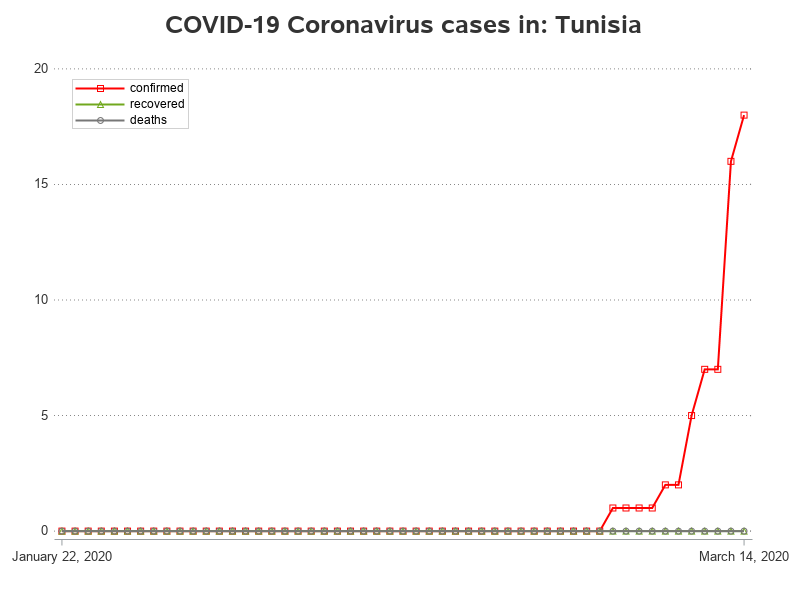 COVID-19 Coronavirus cases in: Tunisia
20
confirmed
recovered
deaths
15
10
5
0
January 22, 2020 March 14, 2020